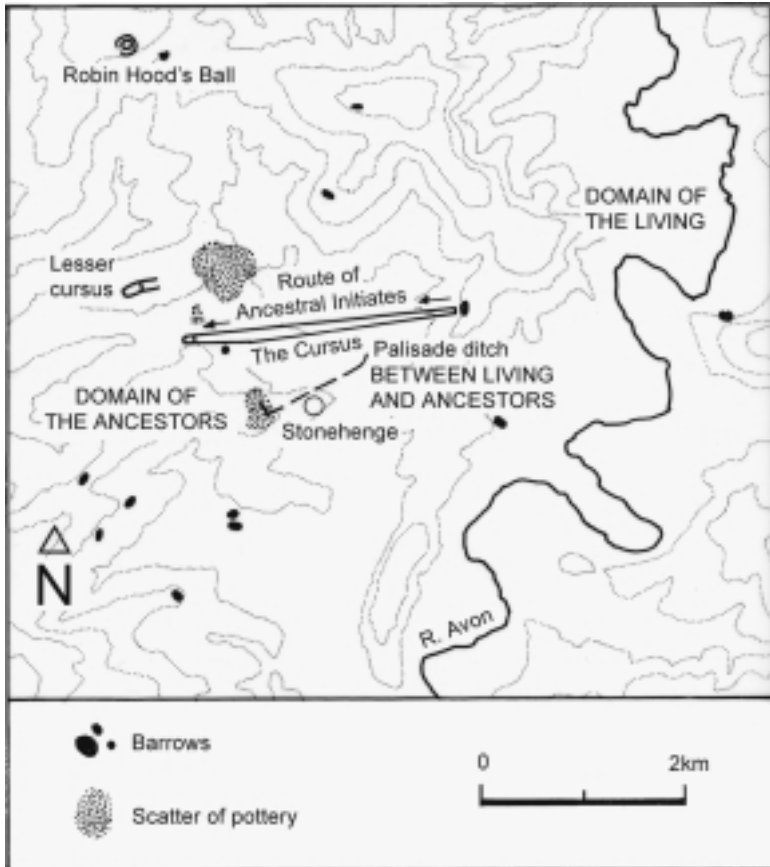 Robin Hood's Ball
DOMAIN OF
THE LIVING
Lesser
cursus
Route of
Ancestral Initiates
The Cursus
Palisade ditch
BETWEEN LIVING
AND ANCESTORS
DOMAIN OF
THE ANCESTORS
Stonehenge
N
R. Avon
Barrows
Scatter of pottery
0 2km